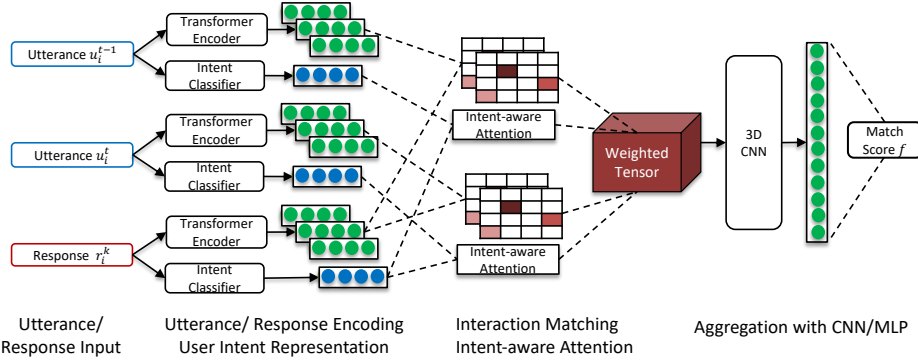 Utterance u_i^{t-1}
Transformer
Encoder
Intent
Classifier
Utterance u_i^t
Transformer
Encoder
Intent
Classifier
Response r_i^k
Transformer
Encoder
Intent
Classifier
Intent-aware
Attention
Intent-aware
Attention
Weighted
Tensor
3D
CNN
Match
Score f
Utterance/
Response Input
Utterance/ Response Encoding
User Intent Representation
Interaction Matching
Intent-aware Attention
Aggregation with CNN/MLP